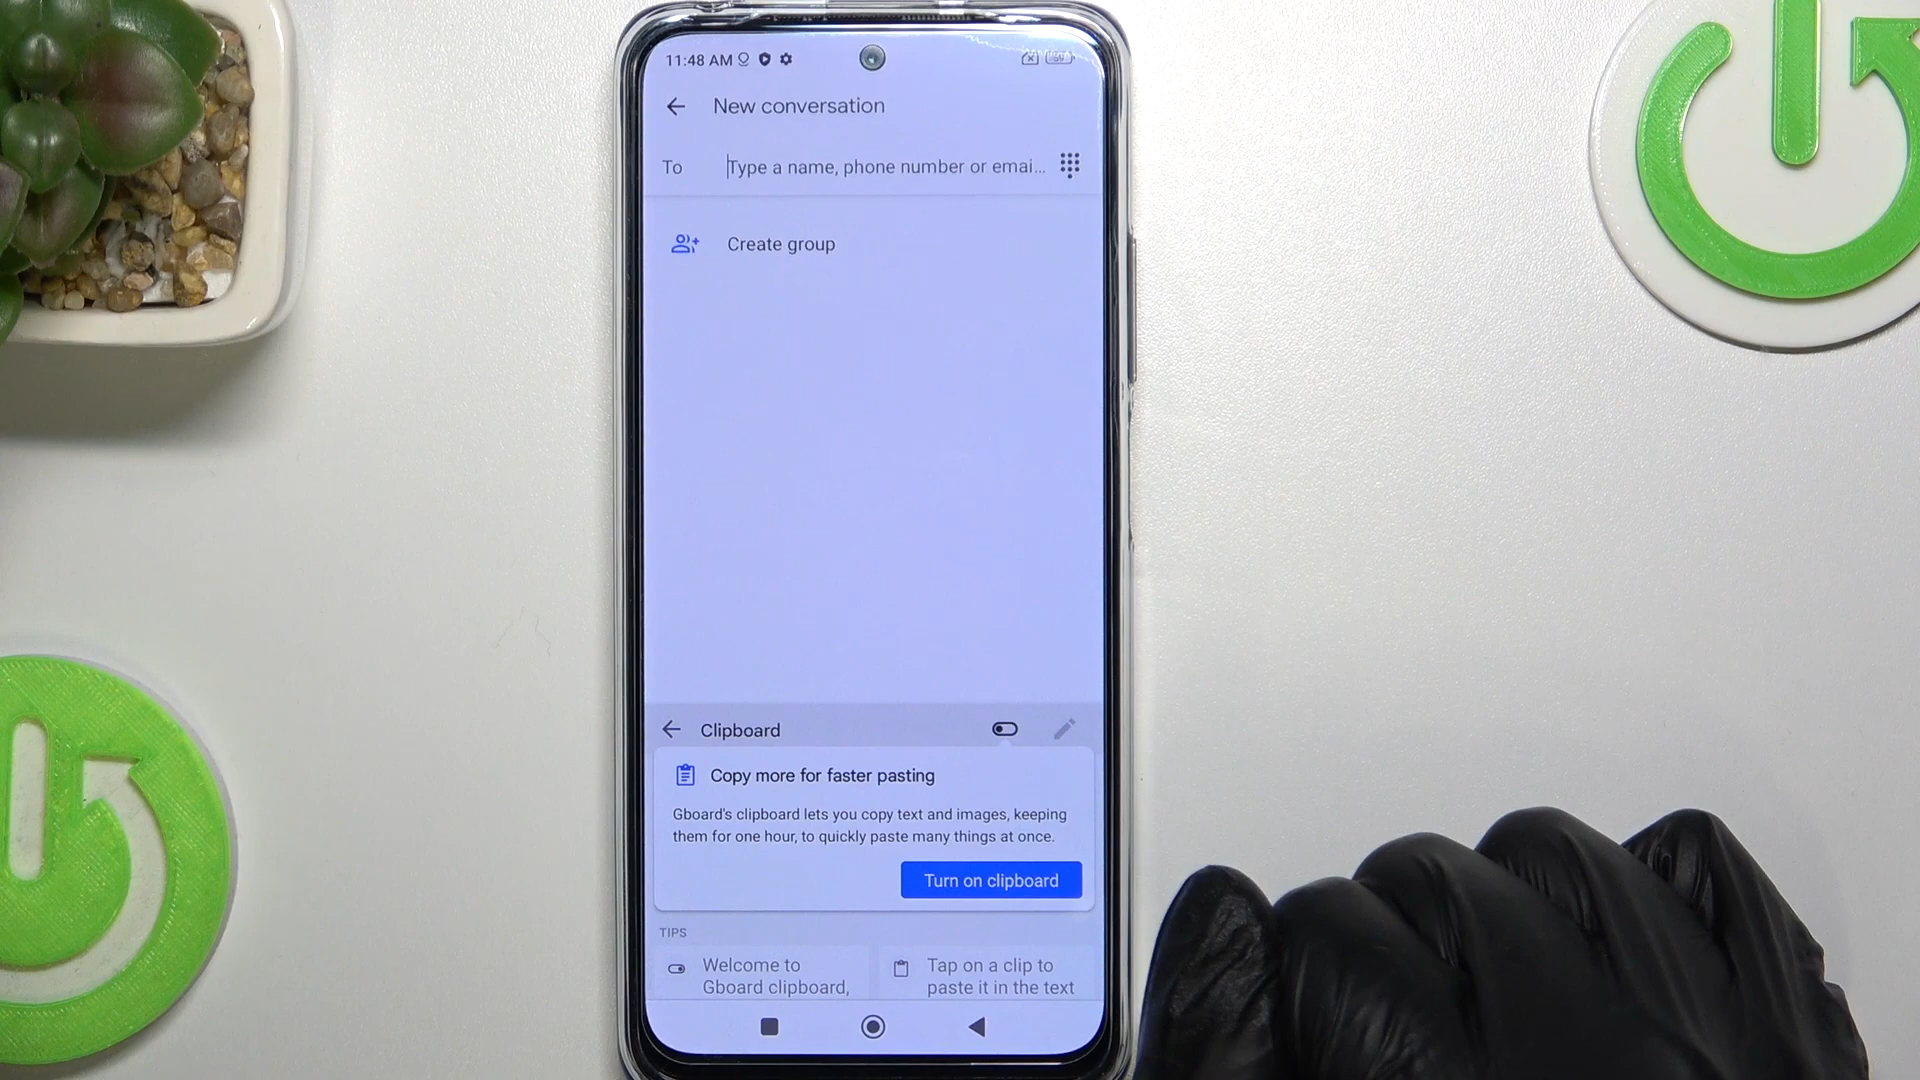 11:48 AM
New conversation
To Type a name, phone number or emai...
Create group
Clipboard
Copy more for faster pasting
Gboard's clipboard lets you copy text and images, keeping
them for one hour, to quickly paste many things at once.
Turn on clipboard
TIPS
Welcome to
Gboard clipboard,
Tap on a clip to
paste it in the text